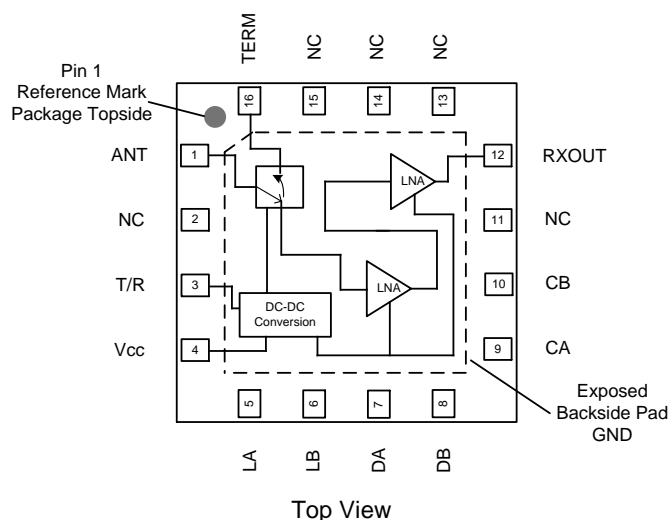 TERM
NC
NC
NC
Pin 1
Reference Mark
Package Topside
16
15
14
13
ANT
1
12
RXOUT
LNA
NC
2
11
NC
T/R
3
LNA
10
CB
DC-DC
Conversion
Vcc
4
9
CA
5
6
7
8
Exposed
Backside Pad
GND
LA
LB
DA
DB
Top View